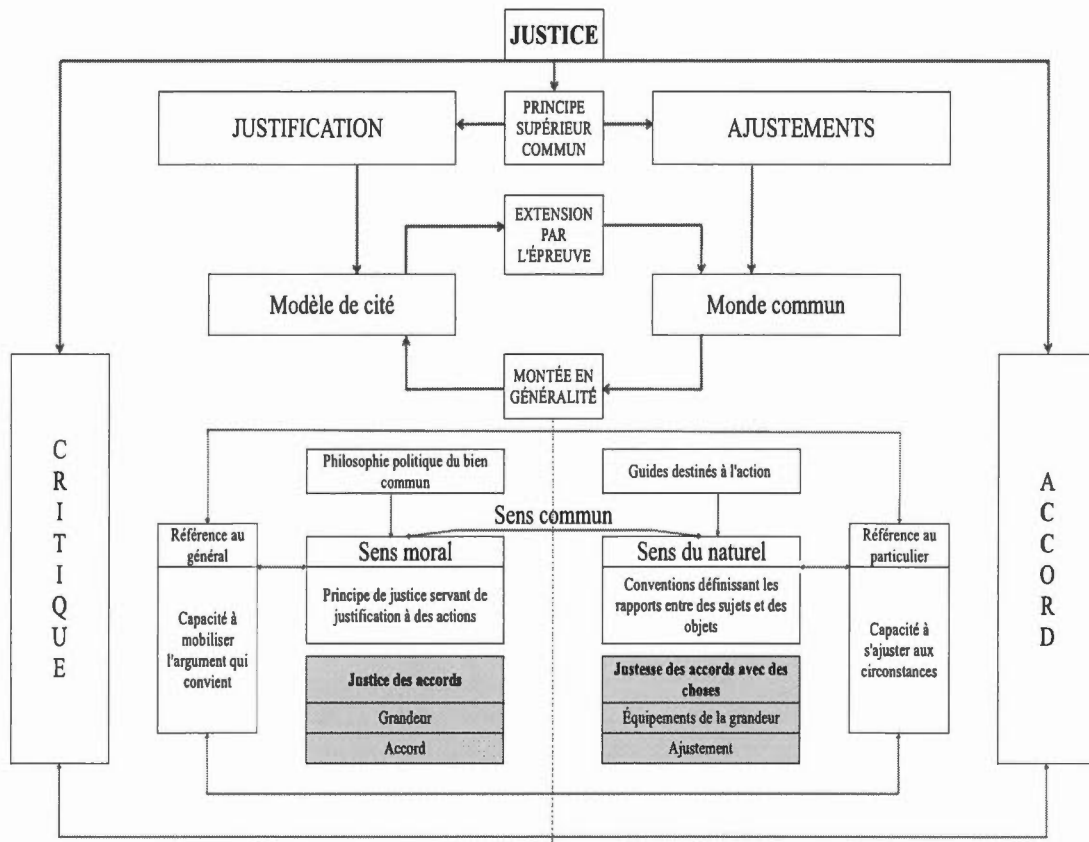 JUSTICE
JUSTIFICATION
PRINCIPE
SUPÉRIEUR
COMMUN
AJUSTEMENTS
EXTENSION
PAR
L'ÉPREUVE
Modèle de cité
Monde commun
MONTÉE EN
GÉNÉRALITÉ
C
R
I
T
I
Q
U
E
Philosophie politique du bien
commun
Guides destinés à l'action
Sens commun
Référence au
général
Capacité à
mobiliser
l'argument qui
convient
Sens moral
Principe de justice servant de
justification à des actions
Sens du naturel
Conventions définissant les
rapports entre des sujets et des
objets
Référence au
particulier
Capacité à
s'ajuster aux
circonstances
Justice des accords
Grandeur
Accord
Justesse des accords avec des
choses
Équipements de la grandeur
Ajustement
A
C
C
O
R
D